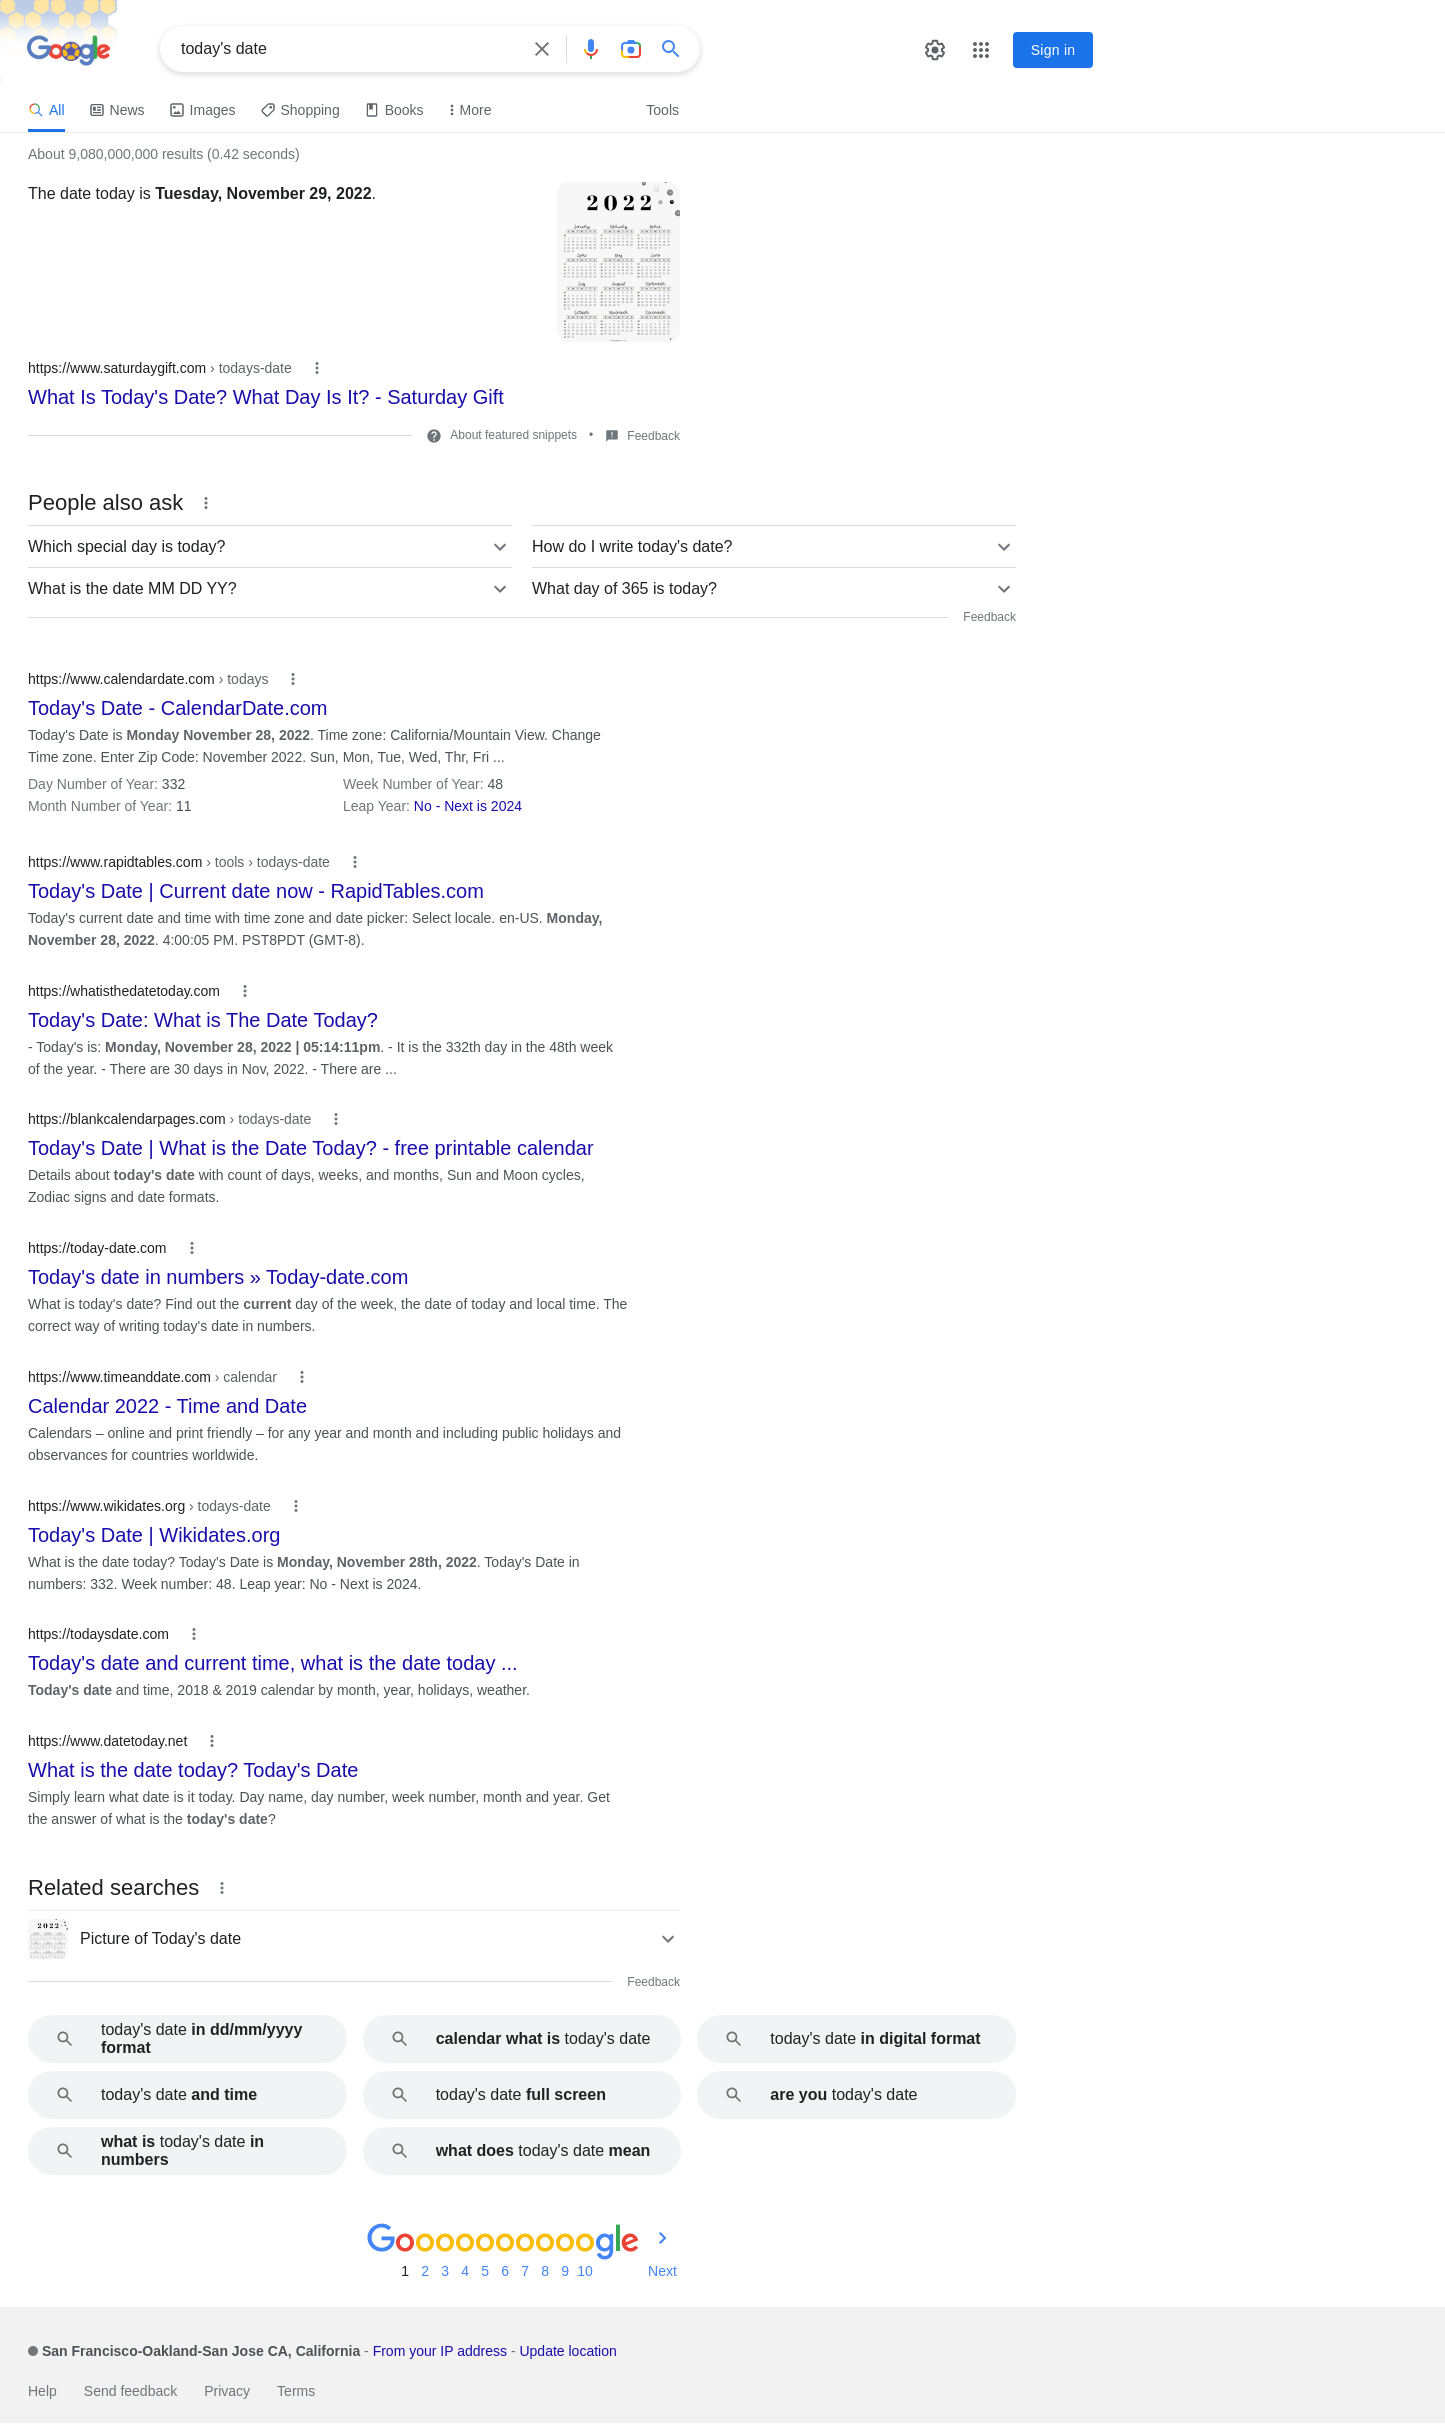 Google
today's date
Sign in
All News Images Shopping Books More Tools
About 9,080,000,000 results (0.42 seconds)
The date today is Tuesday, November 29, 2022.
2022
https://www.saturdaygift.com › todays-date
What Is Today's Date? What Day Is It? - Saturday Gift
About featured snippets • Feedback
People also ask
Which special day is today?
How do I write today's date?
What is the date MM DD YY?
What day of 365 is today?
Feedback
https://www.calendardate.com › todays
Today's Date - CalendarDate.com
Today's Date is Monday November 28, 2022. Time zone: California/Mountain View. Change
Time zone. Enter Zip Code: November 2022. Sun, Mon, Tue, Wed, Thr, Fri ...
Day Number of Year: 332 Week Number of Year: 48
Month Number of Year: 11 Leap Year: No - Next is 2024
https://www.rapidtables.com › tools › todays-date
Today's Date | Current date now - RapidTables.com
Today's current date and time with time zone and date picker: Select locale. en-US. Monday,
November 28, 2022. 4:00:05 PM. PST8PDT (GMT-8).
https://whatisthedatetoday.com
Today's Date: What is The Date Today?
- Today's is: Monday, November 28, 2022 | 05:14:11pm. - It is the 332th day in the 48th week
of the year. - There are 30 days in Nov, 2022. - There are ...
https://blankcalendarpages.com › todays-date
Today's Date | What is the Date Today? - free printable calendar
Details about today's date with count of days, weeks, and months, Sun and Moon cycles,
Zodiac signs and date formats.
https://today-date.com
Today's date in numbers » Today-date.com
What is today's date? Find out the current day of the week, the date of today and local time. The
correct way of writing today's date in numbers.
https://www.timeanddate.com › calendar
Calendar 2022 - Time and Date
Calendars – online and print friendly – for any year and month and including public holidays and
observances for countries worldwide.
https://www.wikidates.org › todays-date
Today's Date | Wikidates.org
What is the date today? Today's Date is Monday, November 28th, 2022. Today's Date in
numbers: 332. Week number: 48. Leap year: No - Next is 2024.
https://todaysdate.com
Today's date and current time, what is the date today ...
Today's date and time, 2018 & 2019 calendar by month, year, holidays, weather.
https://www.datetoday.net
What is the date today? Today's Date
Simply learn what date is it today. Day name, day number, week number, month and year. Get
the answer of what is the today's date?
Related searches
2022
Picture of Today's date
Feedback
today's date in dd/mm/yyyy
format
calendar what is today's date
today's date in digital format
today's date and time
today's date full screen
are you today's date
what is today's date in
numbers
what does today's date mean
Goooooooooogle
1 2 3 4 5 6 7 8 9 10 Next
San Francisco-Oakland-San Jose CA, California - From your IP address - Update location
Help Send feedback Privacy Terms